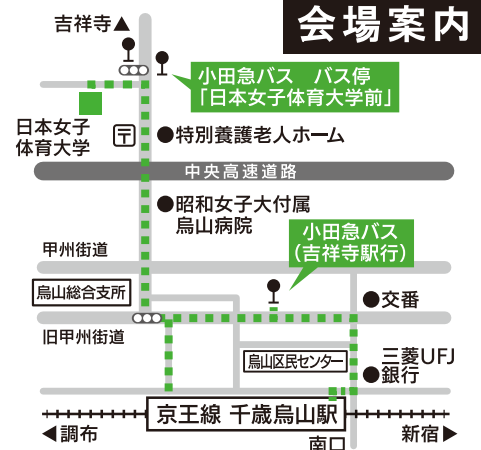 会場案内
吉祥寺▲
小田急バス　バス停
「日本女子体育大学前」
日本女子
体育大学
〒
●特別養護老人ホーム
中央高速道路
●昭和女子大付属
烏山病院
小田急バス
（吉祥寺駅行）
甲州街道
烏山総合支所
●交番
旧甲州街道
烏山区民センター
三菱UFJ
●銀行
京王線 千歳烏山駅
◀調布
南口
新宿▶